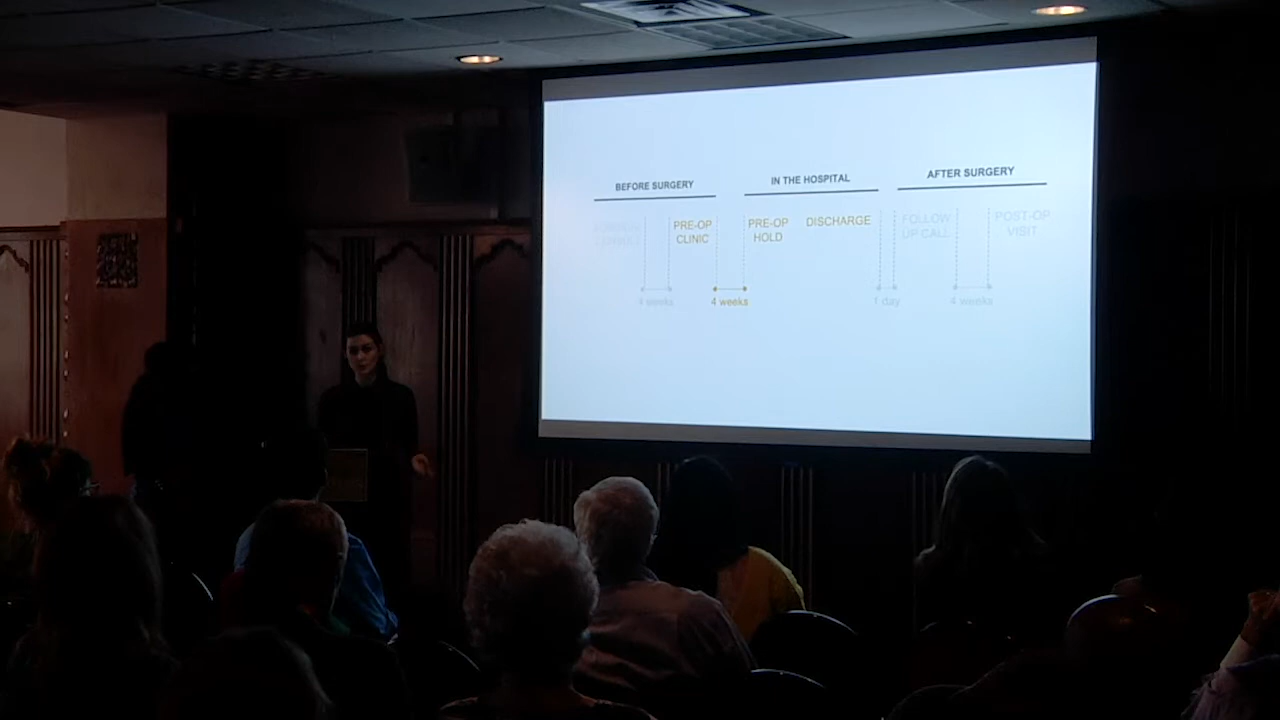 BEFORE SURGERY
IN THE HOSPITAL
AFTER SURGERY
PRE-OP
CLINIC
PRE-OP
HOLD
DISCHARGE
FOLLOW
UP CALL
POST-OP
VISIT
4 weeks
4 weeks
1 day
4 weeks